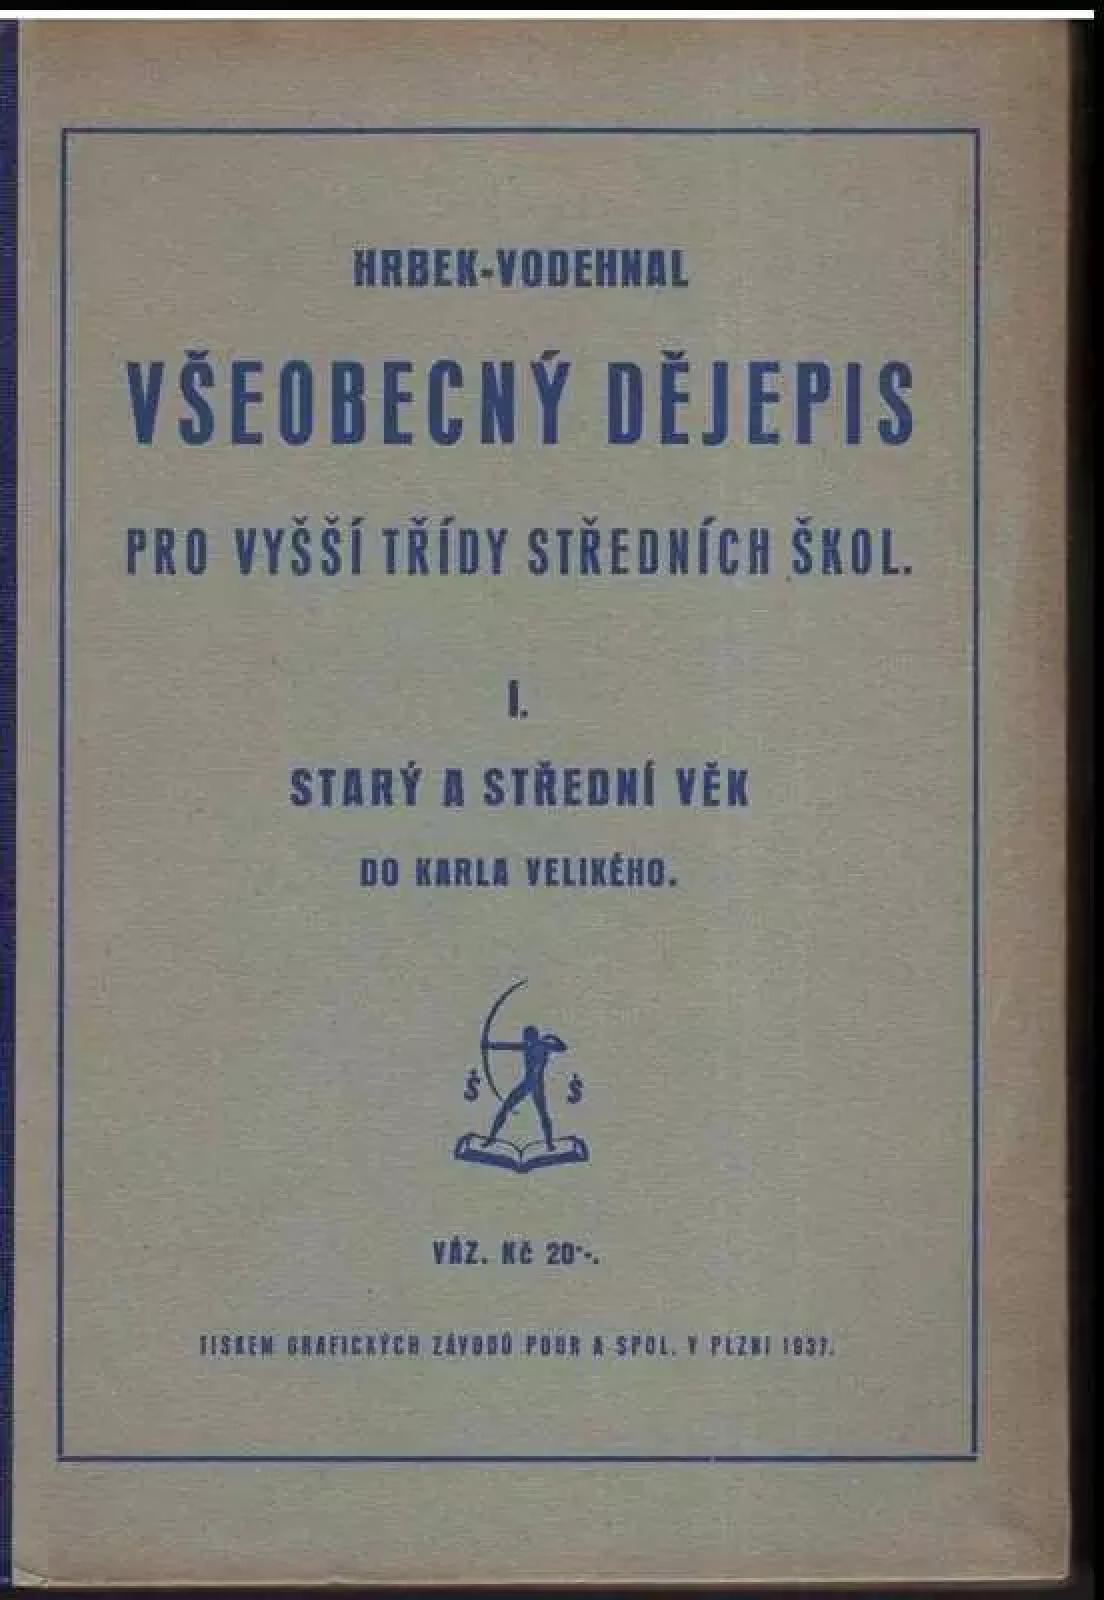 HRBEK-VODEHNAL
VŠEOBECNÝ DĚJEPIS
PRO VYŠŠÍ TŘÍDY STŘEDNÍCH ŠKOL.
I.
STARÝ A STŘEDNÍ VĚK
DO KARLA VELIKÉHO.
Š Š
VÁZ. Kč 20·-.
TISKEM GRAFICKÝCH ZÁVODŮ POUR A SPOL. V PLZNI 1937.